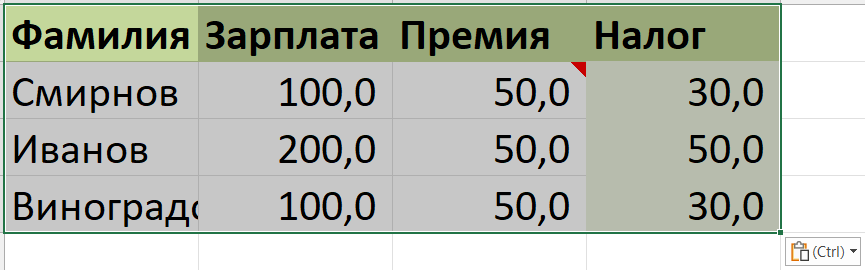 Фамилия Зарплата Премия Налог
Смирнов 100,0 50,0 30,0
Иванов 200,0 50,0 50,0
Виноградо 100,0 50,0 30,0
(Ctrl)